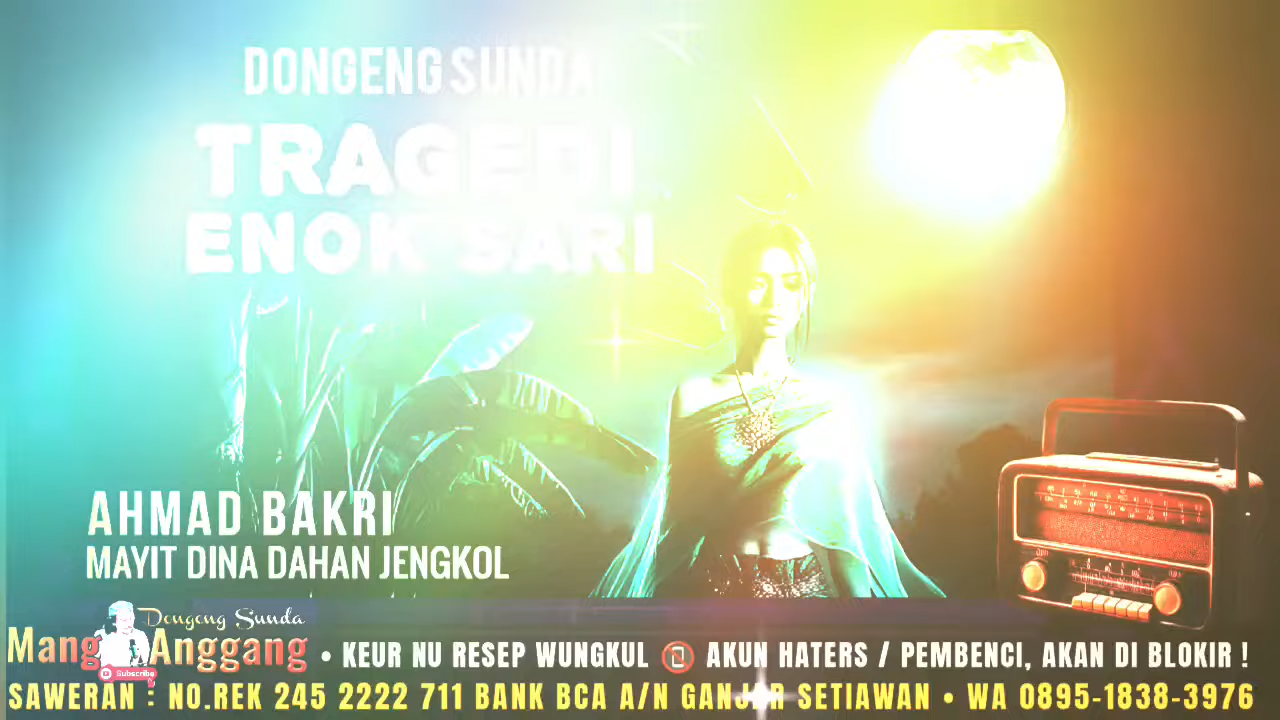 DONGENG SUNDA
TRAGEDI
ENOK SARI
AHMAD BAKRI
MAYIT DINA DAHAN JENGKOL
Dongeng Sunda
Mang Anggang
Subscribe
• KEUR NU RESEP WUNGKUL 📵 AKUN HATERS / PEMBENCI, AKAN DI BLOKIR !
SAWERAN : NO.REK 245 2222 711 BANK BCA A/N GANJAR SETIAWAN • WA 0895-1838-3976